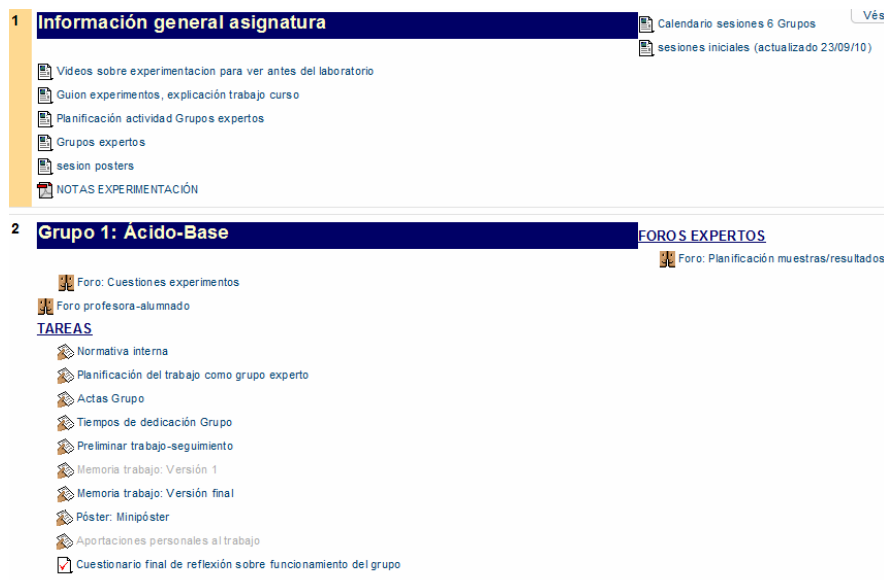 1 Información general asignatura
Calendario sesiones 6 Grupos
sesiones iniciales (actualizado 23/09/10)
Videos sobre experimentacion para ver antes del laboratorio
Guion experimentos, explicación trabajo curso
Planificación actividad Grupos expertos
Grupos expertos
sesion posters
NOTAS EXPERIMENTACIÓN
2 Grupo 1: Ácido-Base
FOROS EXPERTOS
Foro: Planificación muestras/resultados
Foro: Cuestiones experimentos
Foro profesora-alumnado
TAREAS
Normativa interna
Planificación del trabajo como grupo experto
Actas Grupo
Tiempos de dedicación Grupo
Preliminar trabajo-seguimiento
Memoria trabajo: Versión 1
Memoria trabajo: Versión final
Póster: Minipóster
Aportaciones personales al trabajo
Cuestionario final de reflexión sobre funcionamiento del grupo